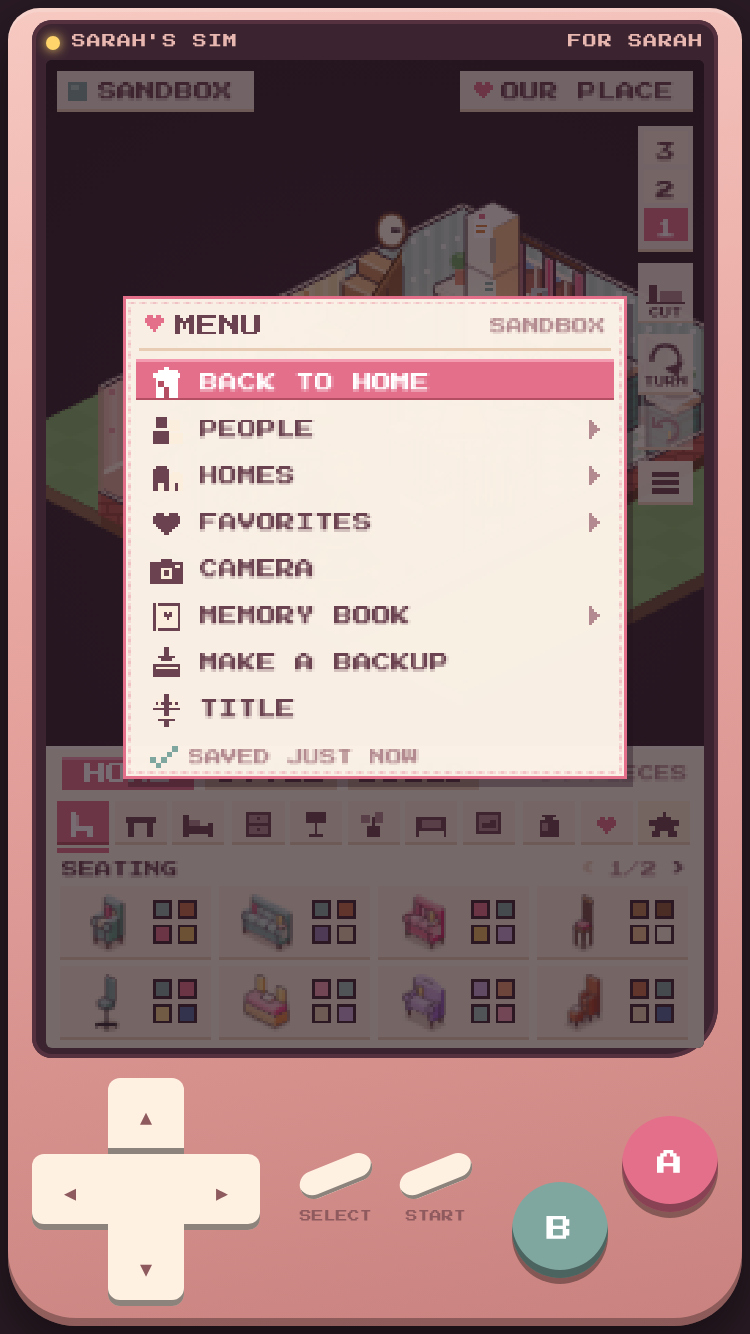 SARAH'S SIM
FOR SARAH
SANDBOX
OUR PLACE
3
2
1
CUT
TURN
MENU
SANDBOX
BACK TO HOME
PEOPLE
HOMES
FAVORITES
CAMERA
MEMORY BOOK
MAKE A BACKUP
TITLE
SAVED JUST NOW
SEATING
1/2
SELECT
START
A
B